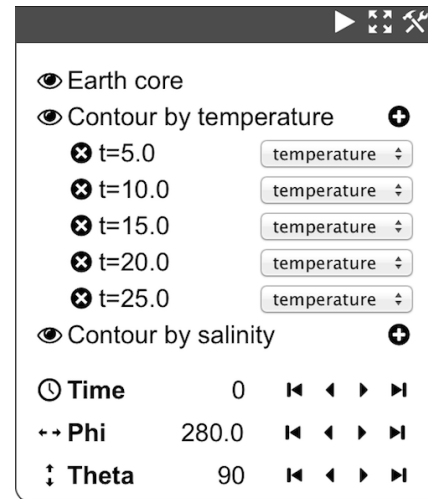 Earth core
Contour by temperature
t=5.0 temperature
t=10.0 temperature
t=15.0 temperature
t=20.0 temperature
t=25.0 temperature
Contour by salinity
Time 0
Phi 280.0
Theta 90